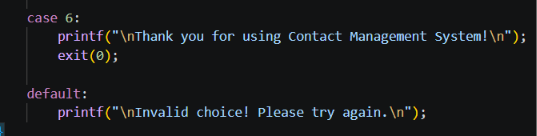 case 6:
printf("\nThank you for using Contact Management System!\n");
exit(0);
default:
printf("\nInvalid choice! Please try again.\n");